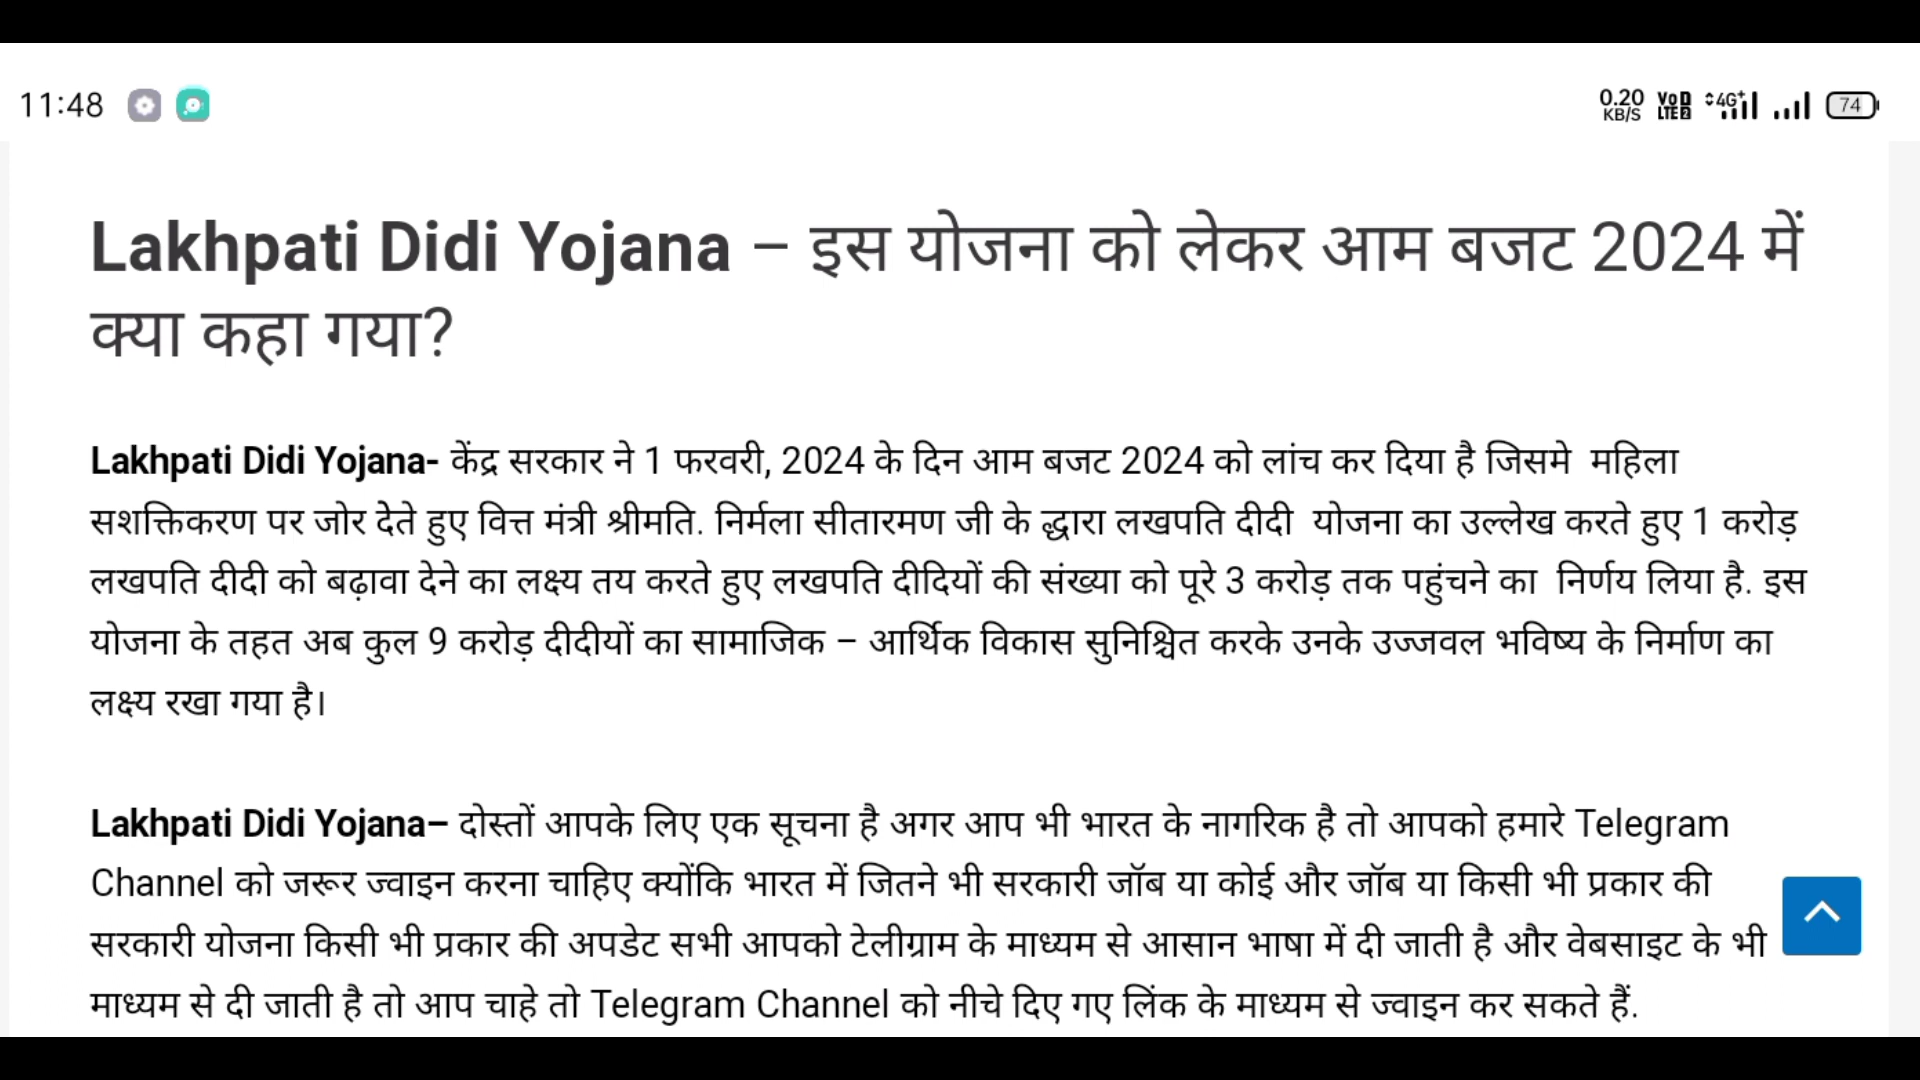 11:48
0.20 KB/S VoD LTE2 4G+ 74
Lakhpati Didi Yojana – इस योजना को लेकर आम बजट 2024 में
क्या कहा गया?
Lakhpati Didi Yojana- केंद्र सरकार ने 1 फरवरी, 2024 के दिन आम बजट 2024 को लांच कर दिया है जिसमे महिला
सशक्तिकरण पर जोर देते हुए वित्त मंत्री श्रीमति. निर्मला सीतारमण जी के द्धारा लखपति दीदी योजना का उल्लेख करते हुए 1 करोड़
लखपति दीदी को बढ़ावा देने का लक्ष्य तय करते हुए लखपति दीदियों की संख्या को पूरे 3 करोड़ तक पहुंचने का निर्णय लिया है. इस
योजना के तहत अब कुल 9 करोड़ दीदीयों का सामाजिक – आर्थिक विकास सुनिश्चित करके उनके उज्जवल भविष्य के निर्माण का
लक्ष्य रखा गया है।
Lakhpati Didi Yojana– दोस्तों आपके लिए एक सूचना है अगर आप भी भारत के नागरिक है तो आपको हमारे Telegram
Channel को जरूर ज्वाइन करना चाहिए क्योंकि भारत में जितने भी सरकारी जॉब या कोई और जॉब या किसी भी प्रकार की
सरकारी योजना किसी भी प्रकार की अपडेट सभी आपको टेलीग्राम के माध्यम से आसान भाषा में दी जाती है और वेबसाइट के भी
माध्यम से दी जाती है तो आप चाहे तो Telegram Channel को नीचे दिए गए लिंक के माध्यम से ज्वाइन कर सकते हैं.